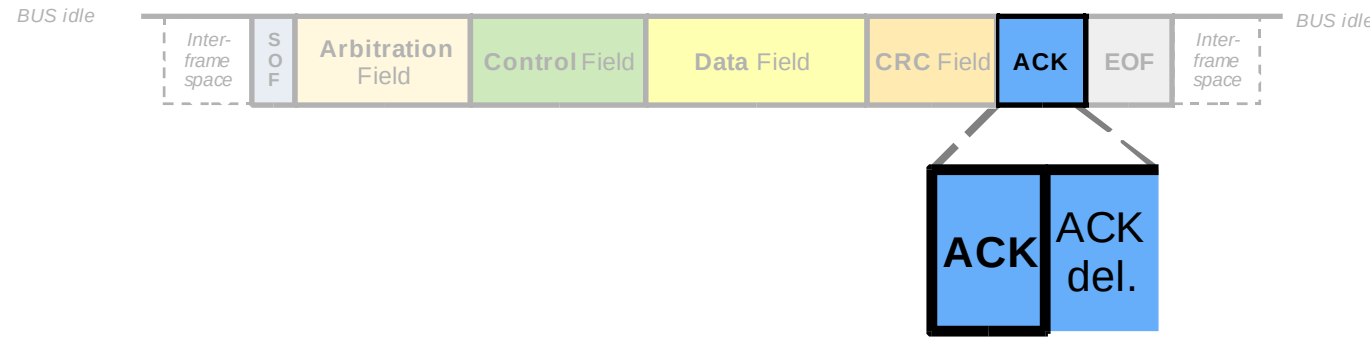 BUS idle
Inter-
frame
space
S
O
F
Arbitration
Field
Control Field
Data Field
CRC Field
ACK
EOF
Inter-
frame
space
BUS idle
ACK
ACK
del.